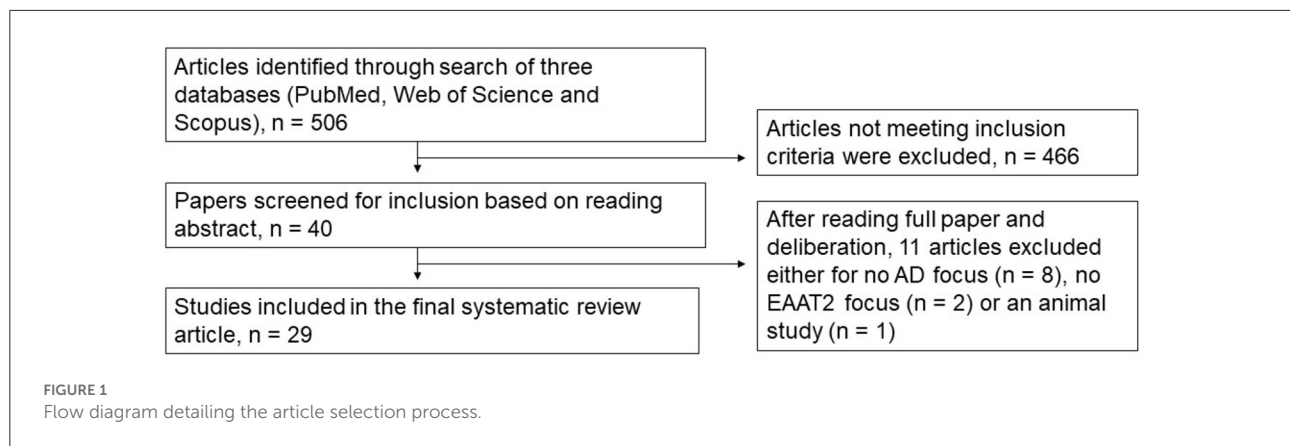 Articles identified through search of three
databases (PubMed, Web of Science and
Scopus), n = 506
Articles not meeting inclusion
criteria were excluded, n = 466
Papers screened for inclusion based on reading
abstract, n = 40
After reading full paper and
deliberation, 11 articles excluded
either for no AD focus (n = 8), no
EAAT2 focus (n = 2) or an animal
study (n = 1)
Studies included in the final systematic review
article, n = 29
FIGURE 1
Flow diagram detailing the article selection process.